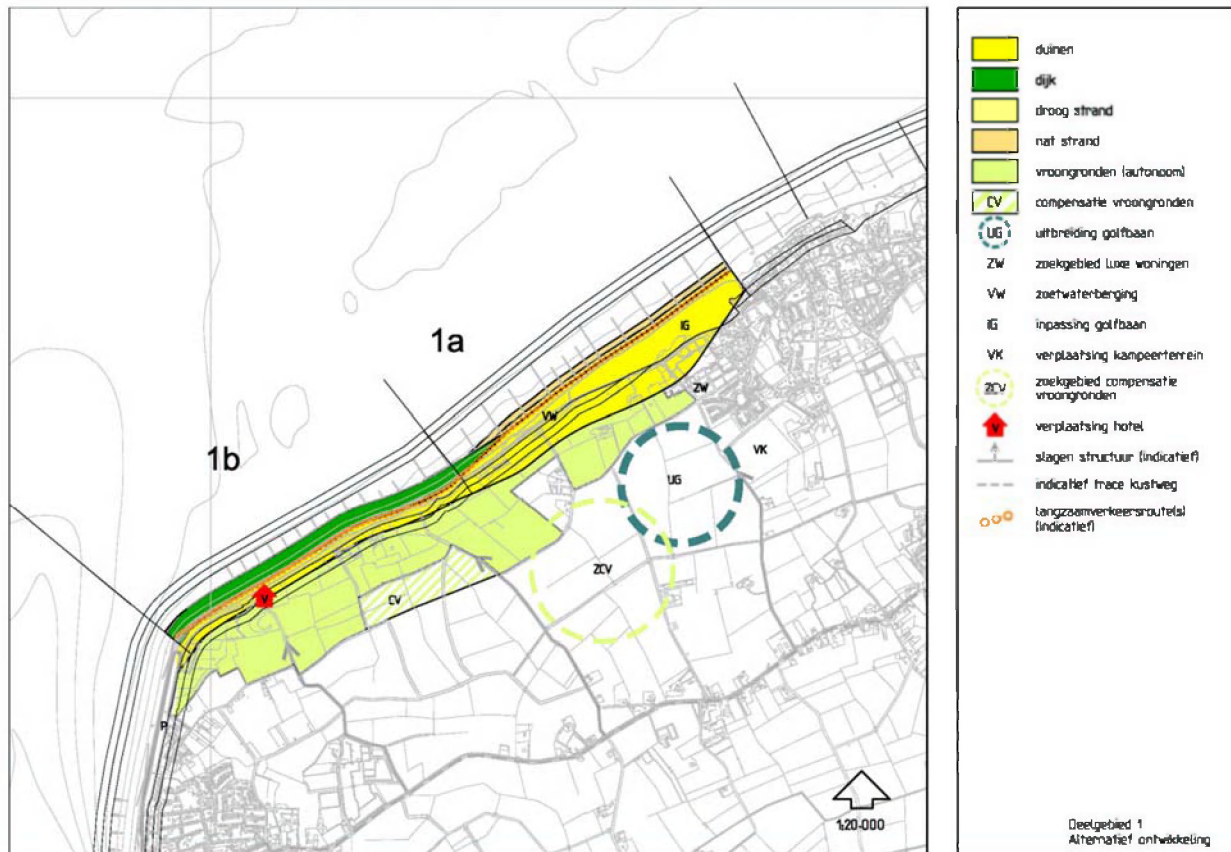 1a
1b
IG
VW
ZW
VK
UG
ZCV
CV
V
P
1:20-000
duinen
dijk
droog strand
nat strand
vroongronden (autonoom)
CV compensatie vroongronden
UG uitbreiding golfbaan
ZW zoekgebied luxe woningen
VW zoetwaterberging
IG inpassing golfbaan
VK verplaatsing kampeerterrein
ZCV zoekgebied compensatie
vroongronden
V verplaatsing hotel
slagen structuur (indicatief)
indicatief trace kustweg
langzaamverkeersroute(s)
(indicatief)
Deelgebied 1
Alternatief ontwikkeling